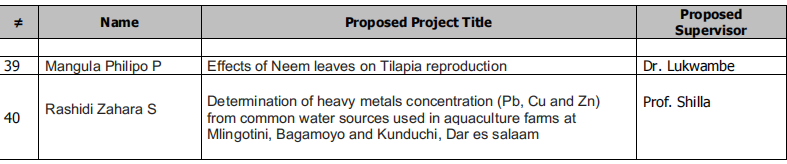 ≠ Name Proposed Project Title Proposed Supervisor
39 Mangula Philipo P Effects of Neem leaves on Tilapia reproduction Dr. Lukwambe
40 Rashidi Zahara S Determination of heavy metals concentration (Pb, Cu and Zn) Prof. Shilla
from common water sources used in aquaculture farms at
Mlingotini, Bagamoyo and Kunduchi, Dar es salaam